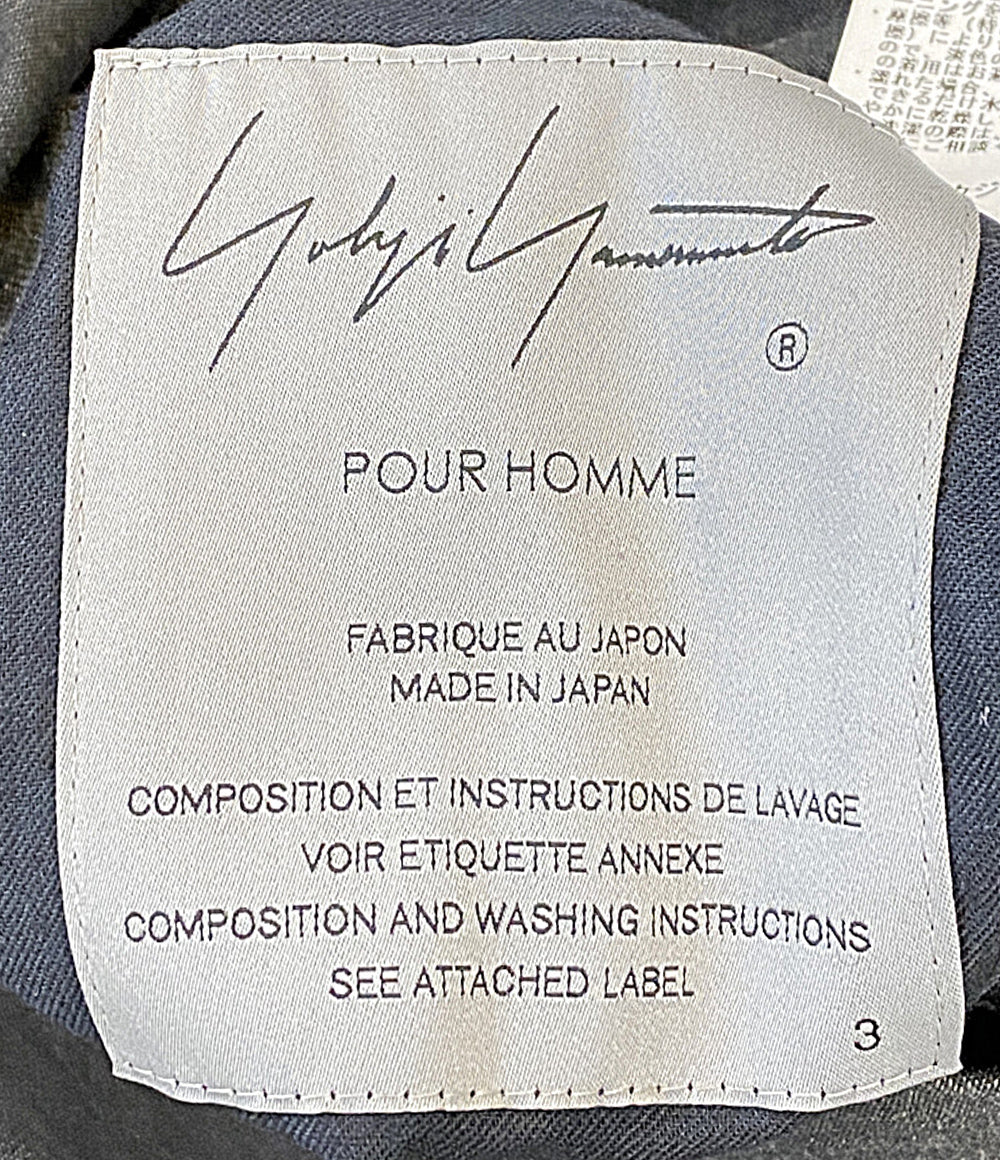 Yohji Yamamoto
®
POUR HOMME
FABRIQUE AU JAPON
MADE IN JAPAN
COMPOSITION ET INSTRUCTIONS DE LAVAGE
VOIR ETIQUETTE ANNEXE
COMPOSITION AND WASHING INSTRUCTIONS
SEE ATTACHED LABEL
3